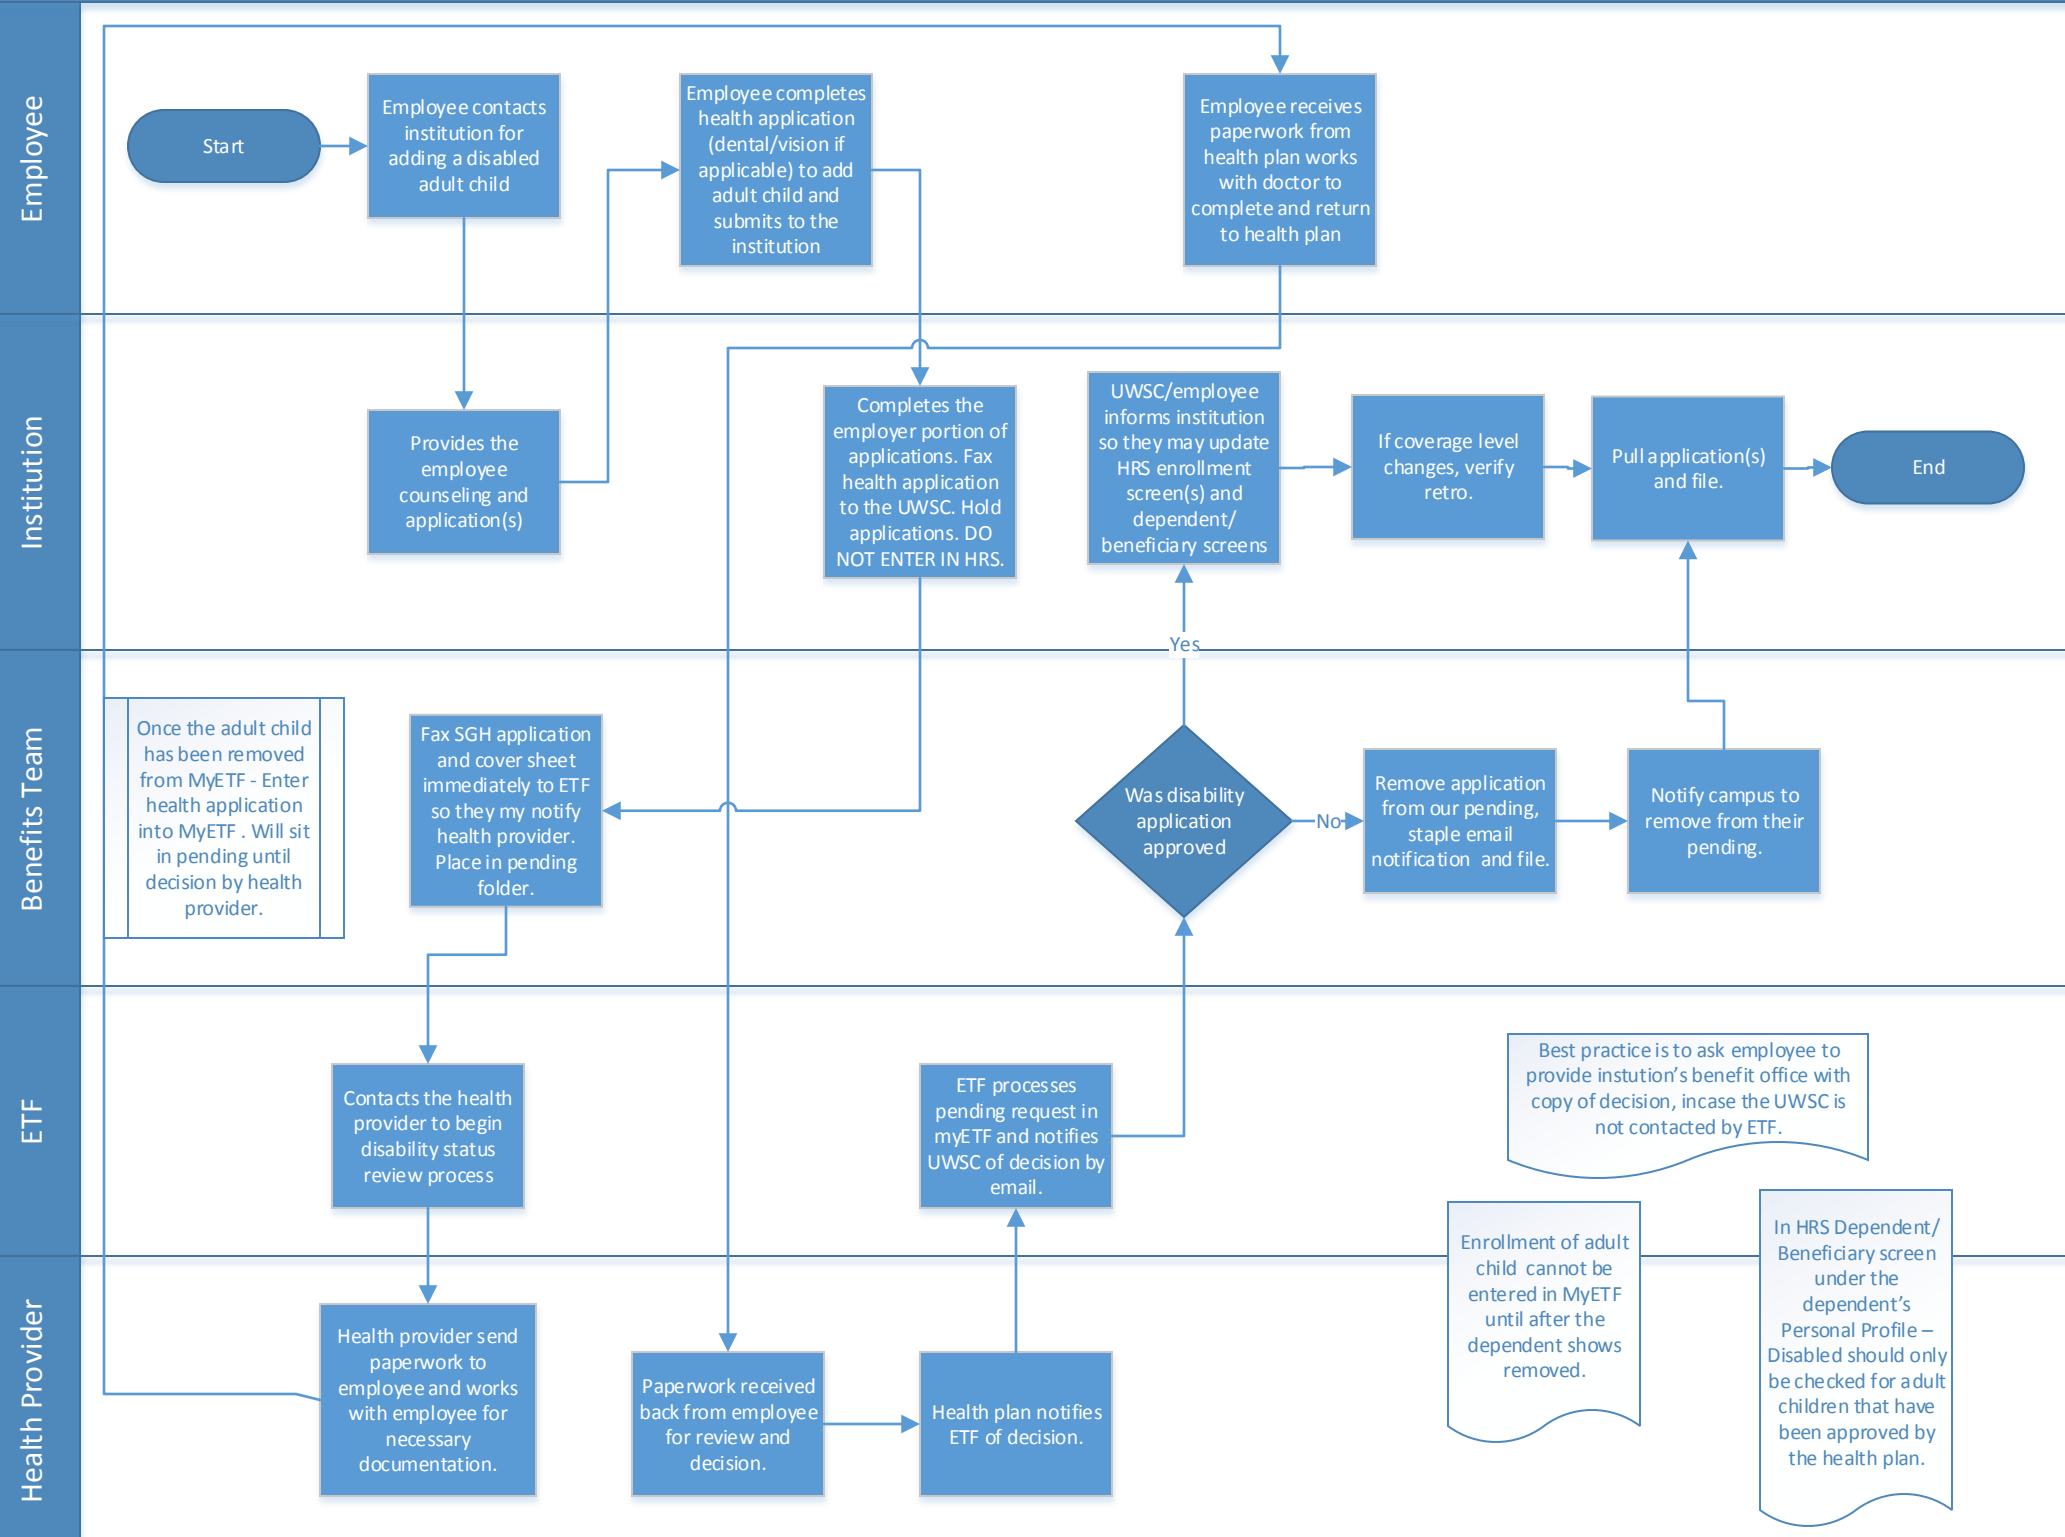 Employee
Start
Employee contacts
institution for
adding a disabled
adult child
Employee completes
health application
(dental/vision if
applicable) to add
adult child and
submits to the
institution
Employee receives
paperwork from
health plan works
with doctor to
complete and return
to health plan
Institution
Provides the
employee
counseling and
application(s)
Completes the
employer portion of
applications. Fax
health application
to the UWSC. Hold
applications. DO
NOT ENTER IN HRS.
UWSC/employee
informs institution
so they may update
HRS enrollment
screen(s) and
dependent/
beneficiary screens
If coverage level
changes, verify
retro.
Pull application(s)
and file.
End
Yes
Benefits Team
Once the adult child
has been removed
from MyETF - Enter
health application
into MyETF . Will sit
in pending until
decision by health
provider.
Fax SGH application
and cover sheet
immediately to ETF
so they my notify
health provider.
Place in pending
folder.
Was disability
application
approved
No
Remove application
from our pending,
staple email
notification and file.
Notify campus to
remove from their
pending.
ETF
Contacts the health
provider to begin
disability status
review process
ETF processes
pending request in
myETF and notifies
UWSC of decision by
email.
Best practice is to ask employee to
provide instution's benefit office with
copy of decision, incase the UWSC is
not contacted by ETF.
Enrollment of adult
child cannot be
entered in MyETF
until after the
dependent shows
removed.
In HRS Dependent/
Beneficiary screen
under the
dependent's
Personal Profile –
Disabled should only
be checked for adult
children that have
been approved by
the health plan.
Health Provider
Health provider send
paperwork to
employee and works
with employee for
necessary
documentation.
Paperwork received
back from employee
for review and
decision.
Health plan notifies
ETF of decision.